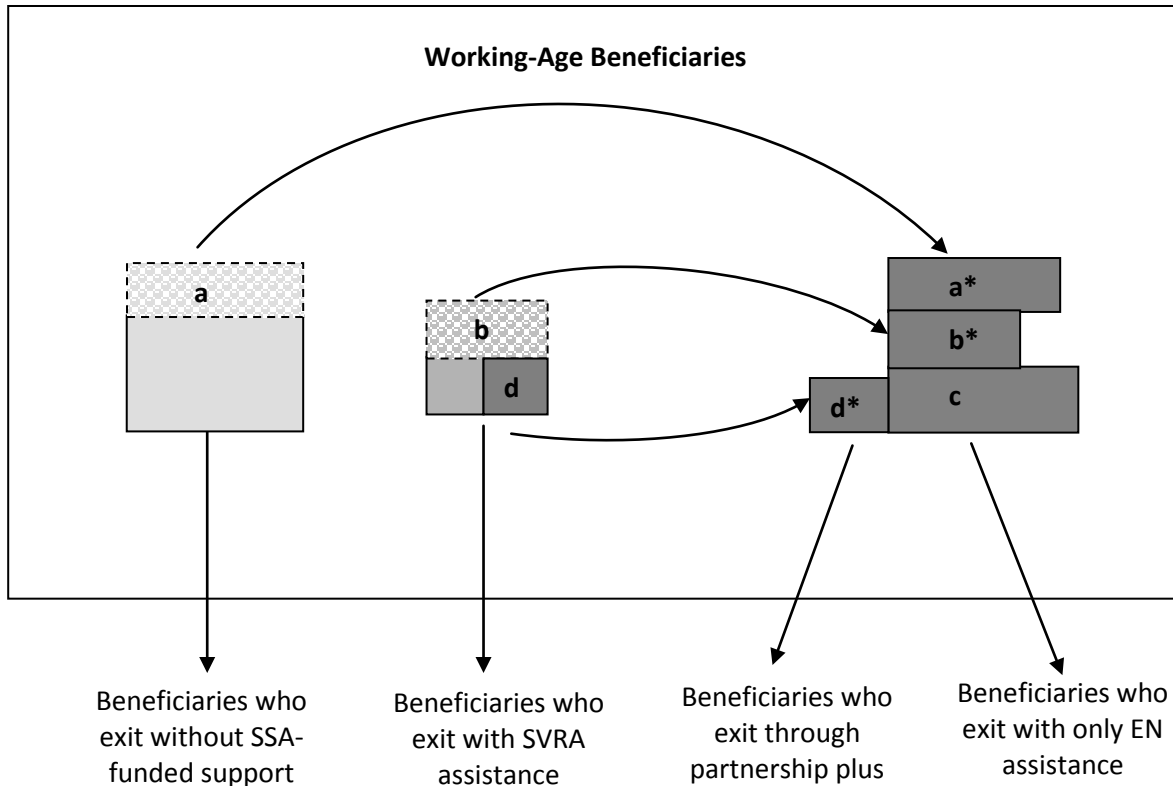 Working-Age Beneficiaries
a
a*
b
b*
d
d*
c
Beneficiaries who
exit without SSA-
funded support
Beneficiaries who
exit with SVRA
assistance
Beneficiaries who
exit through
partnership plus
Beneficiaries who
exit with only EN
assistance